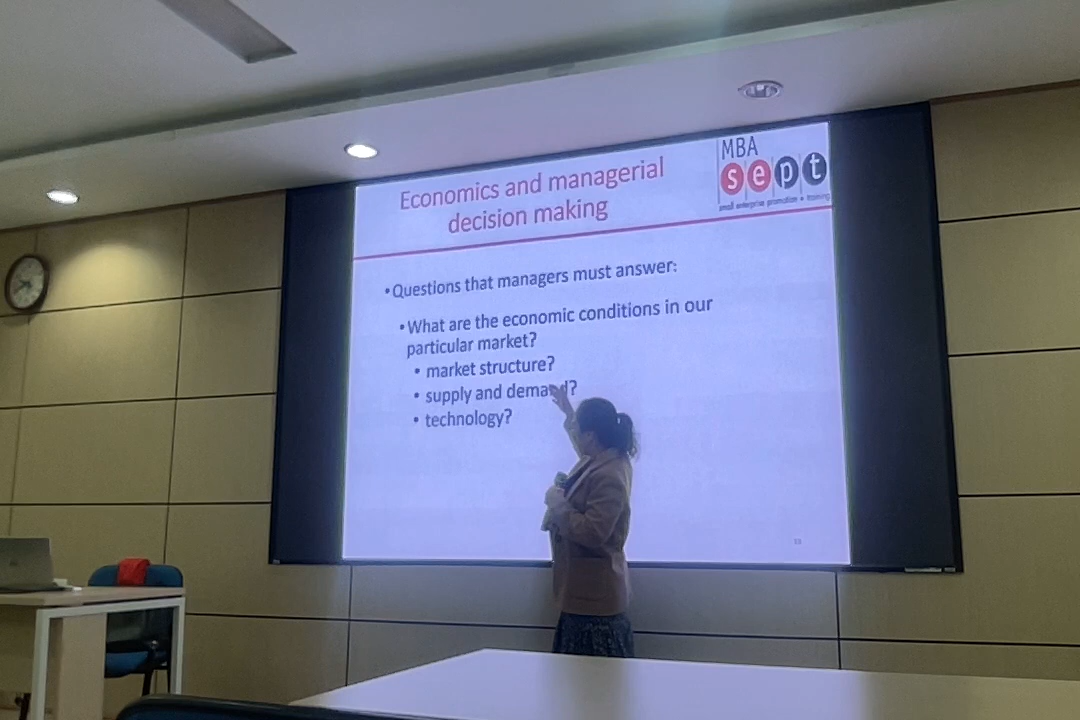 MBA
sept
small enterprise promotion + training
Economics and managerial
decision making
•Questions that managers must answer:
•What are the economic conditions in our
particular market?
• market structure?
• supply and demand?
• technology?